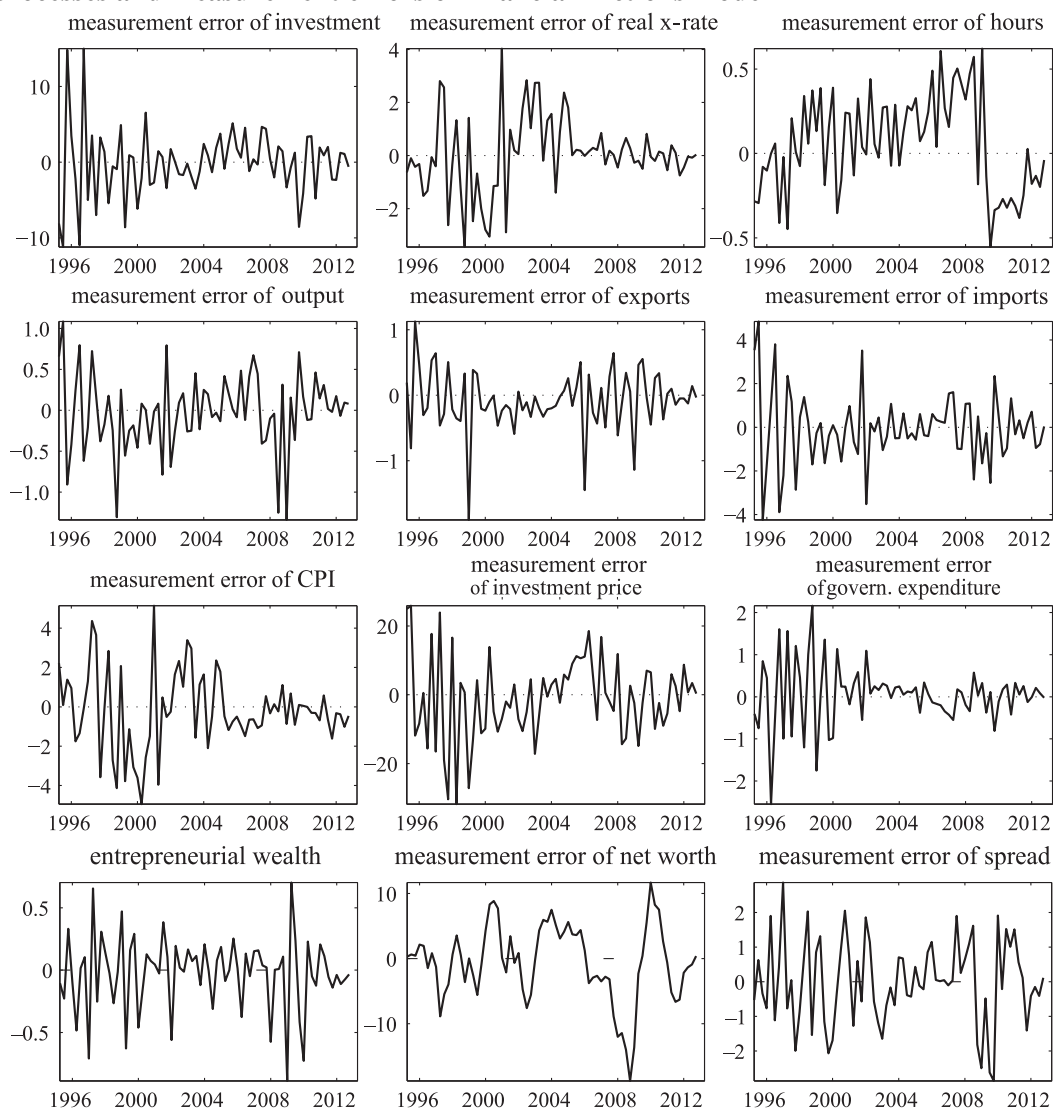 measurement error of investment
measurement error of real x-rate
measurement error of hours
10
0
−10
4
2
0
−2
0.5
0
−0.5
1996 2000 2004 2008 2012
1996 2000 2004 2008 2012
1996 2000 2004 2008 2012
measurement error of output
measurement error of exports
measurement error of imports
1.0
0.5
0
−0.5
−1.0
1
0
−1
4
2
0
−2
−4
1996 2000 2004 2008 2012
1996 2000 2004 2008 2012
1996 2000 2004 2008 2012
measurement error of CPI
measurement error
of investment price
measurement error
of govern. expenditure
4
2
0
−2
−4
20
0
−20
2
1
0
−1
−2
1996 2000 2004 2008 2012
1996 2000 2004 2008 2012
1996 2000 2004 2008 2012
entrepreneurial wealth
measurement error of net worth
measurement error of spread
0.5
0
−0.5
10
0
−10
2
1
0
−1
−2
1996 2000 2004 2008 2012
1996 2000 2004 2008 2012
1996 2000 2004 2008 2012